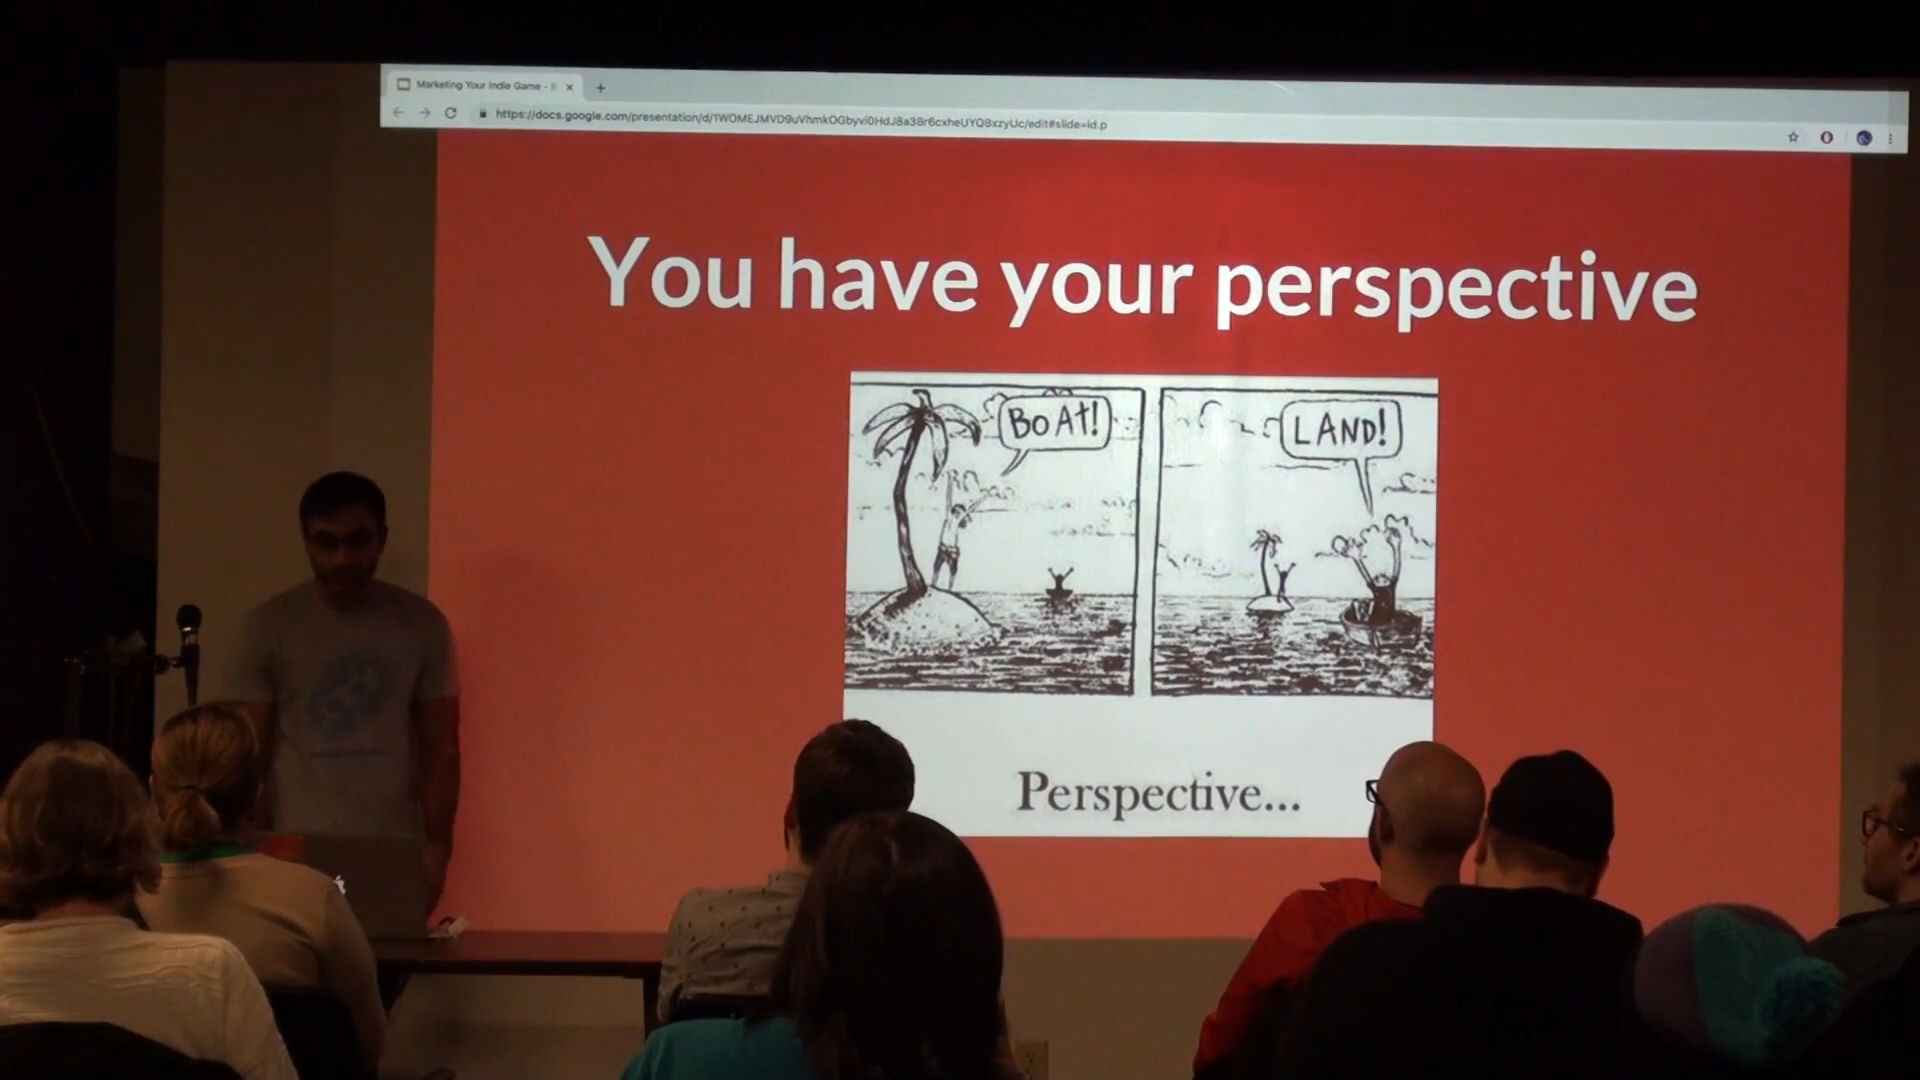 Marketing Your Indie Game -
https://docs.google.com/presentation/d/1WOMEJMVD9uVhmkOGbyvi0HdJ8a3Br6cxheUYQBxzyUc/edit#slide=id.p
You have your perspective
BOAt!
LAND!
Perspective...